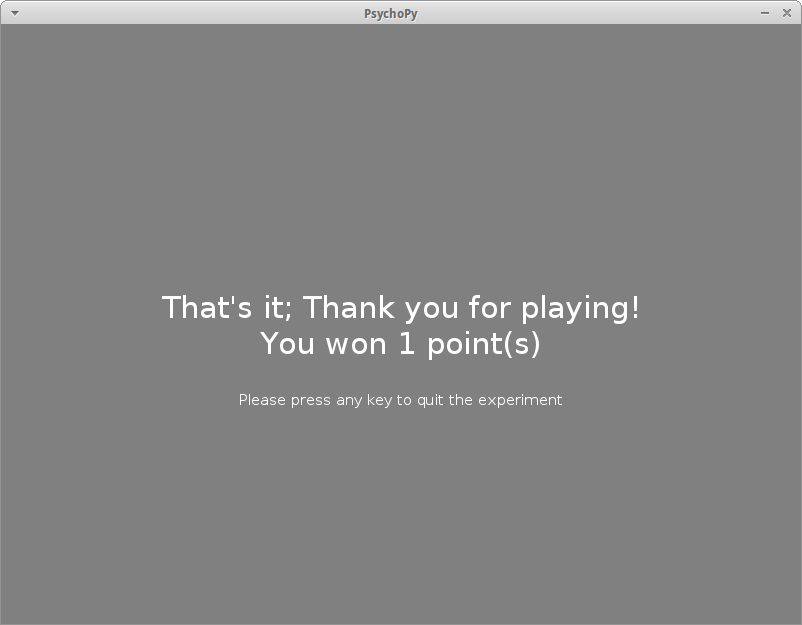 PsychoPy
That's it; Thank you for playing!
You won 1 point(s)
Please press any key to quit the experiment